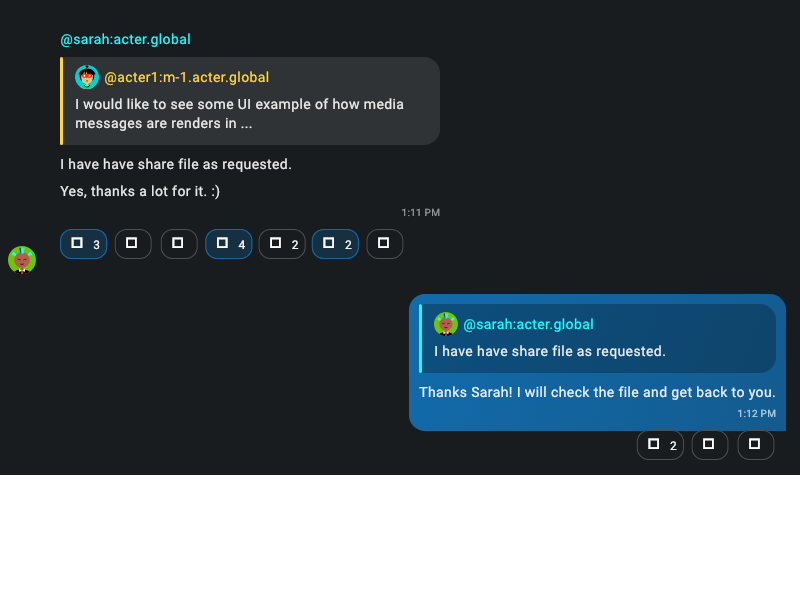 @sarah:acter.global
@acter1:m-1.acter.global
I would like to see some UI example of how media
messages are renders in ...
I have have share file as requested.
Yes, thanks a lot for it. :)
1:11 PM
3 4 2 2
@sarah:acter.global
I have have share file as requested.
Thanks Sarah! I will check the file and get back to you.
1:12 PM
2